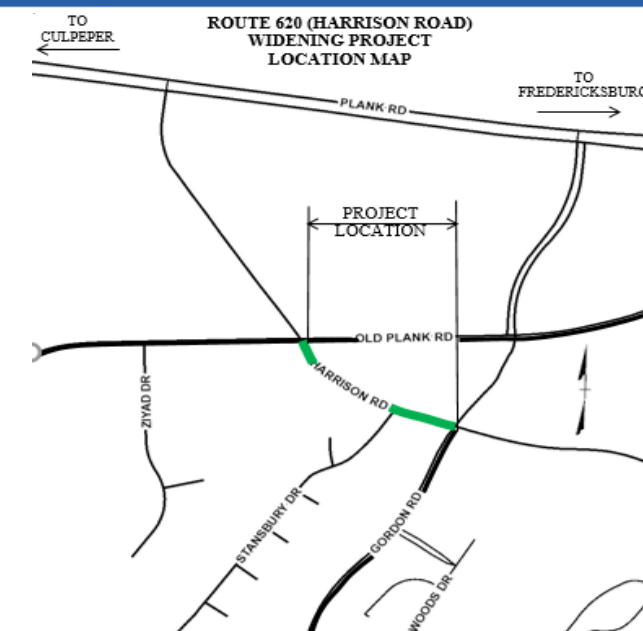 TO
CULPEPER
ROUTE 620 (HARRISON ROAD)
WIDENING PROJECT
LOCATION MAP
TO
FREDERICKSBURG
PLANK RD
PROJECT
LOCATION
OLD PLANK RD
HARRISON RD
ZIYAD DR
STANSBURY DR
GORDON RD
WOODS DR